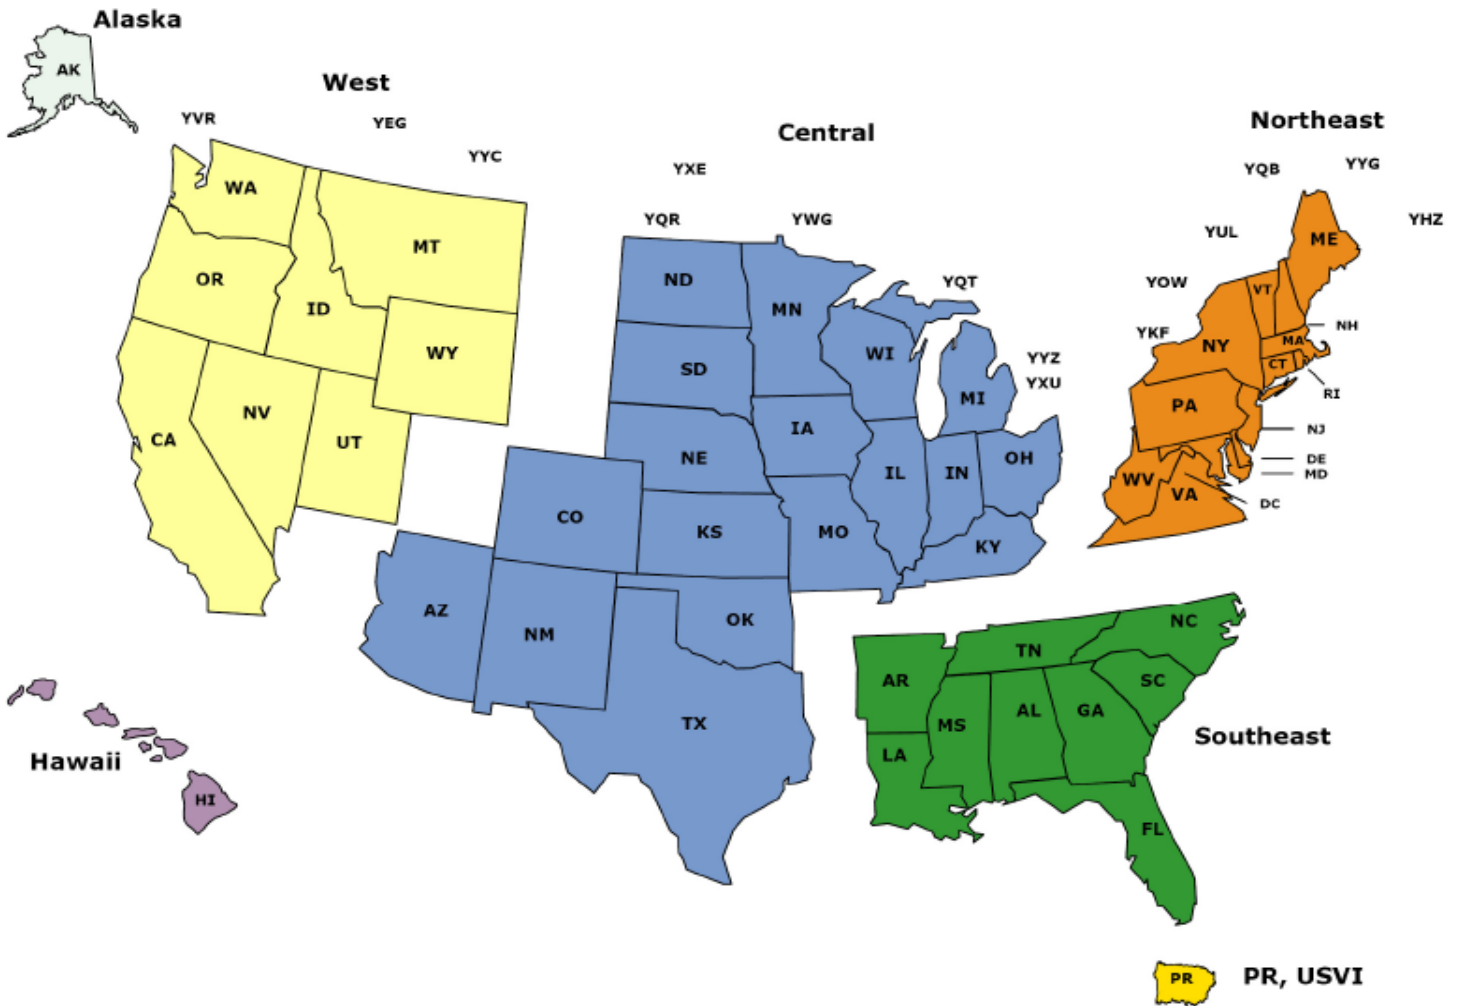 Alaska
AK
West
YVR
YEG
YYC
WA
MT
OR
ID
WY
NV
CA
UT
Central
YXE
YQR
YWG
YQT
YYZ
YXU
ND
MN
WI
SD
MI
IA
NE
IL
IN
OH
CO
KS
MO
KY
AZ
NM
OK
TX
Northeast
YQB
YYG
YHZ
YUL
ME
YOW
VT
YKF
NY
NH
MA
CT
RI
PA
NJ
DE
MD
WV
VA
DC
NC
TN
AR
SC
MS
AL
GA
LA
Southeast
FL
Hawaii
HI
PR
PR, USVI